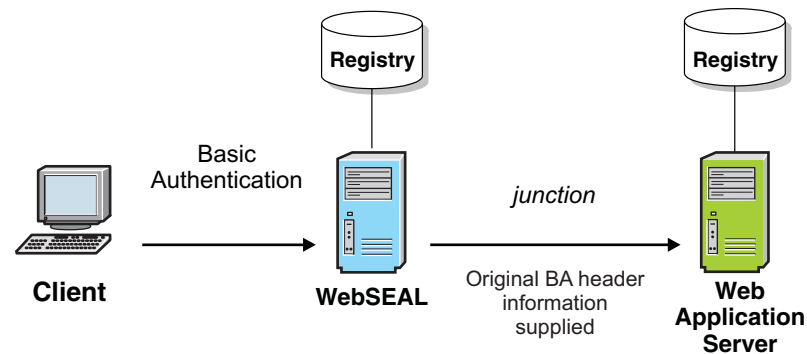 Registry
Registry
Basic
Authentication
junction
Client
WebSEAL
Original BA header
information
supplied
Web
Application
Server